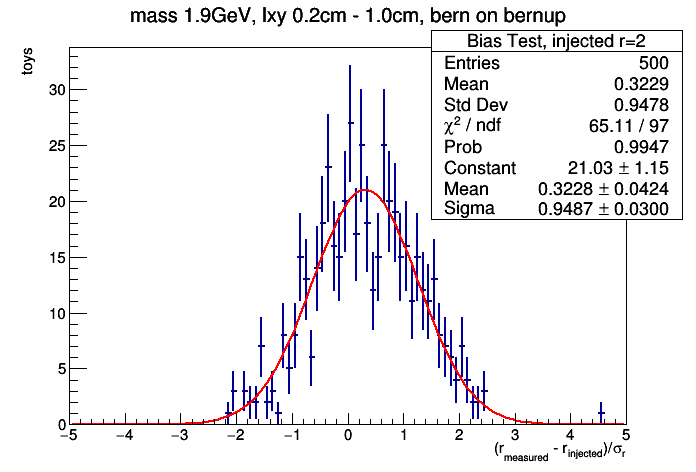 mass 1.9GeV, lxy 0.2cm - 1.0cm, bern on bernup
Bias Test, injected r=2
Entries 500
Mean 0.3229
Std Dev 0.9478
χ² / ndf 65.11 / 97
Prob 0.9947
Constant 21.03 ± 1.15
Mean 0.3228 ± 0.0424
Sigma 0.9487 ± 0.0300
toys
30
25
20
15
10
5
0
−5 −4 −3 −2 −1 0 1 2 3 4 5
(r_measured - r_injected)/σ_r